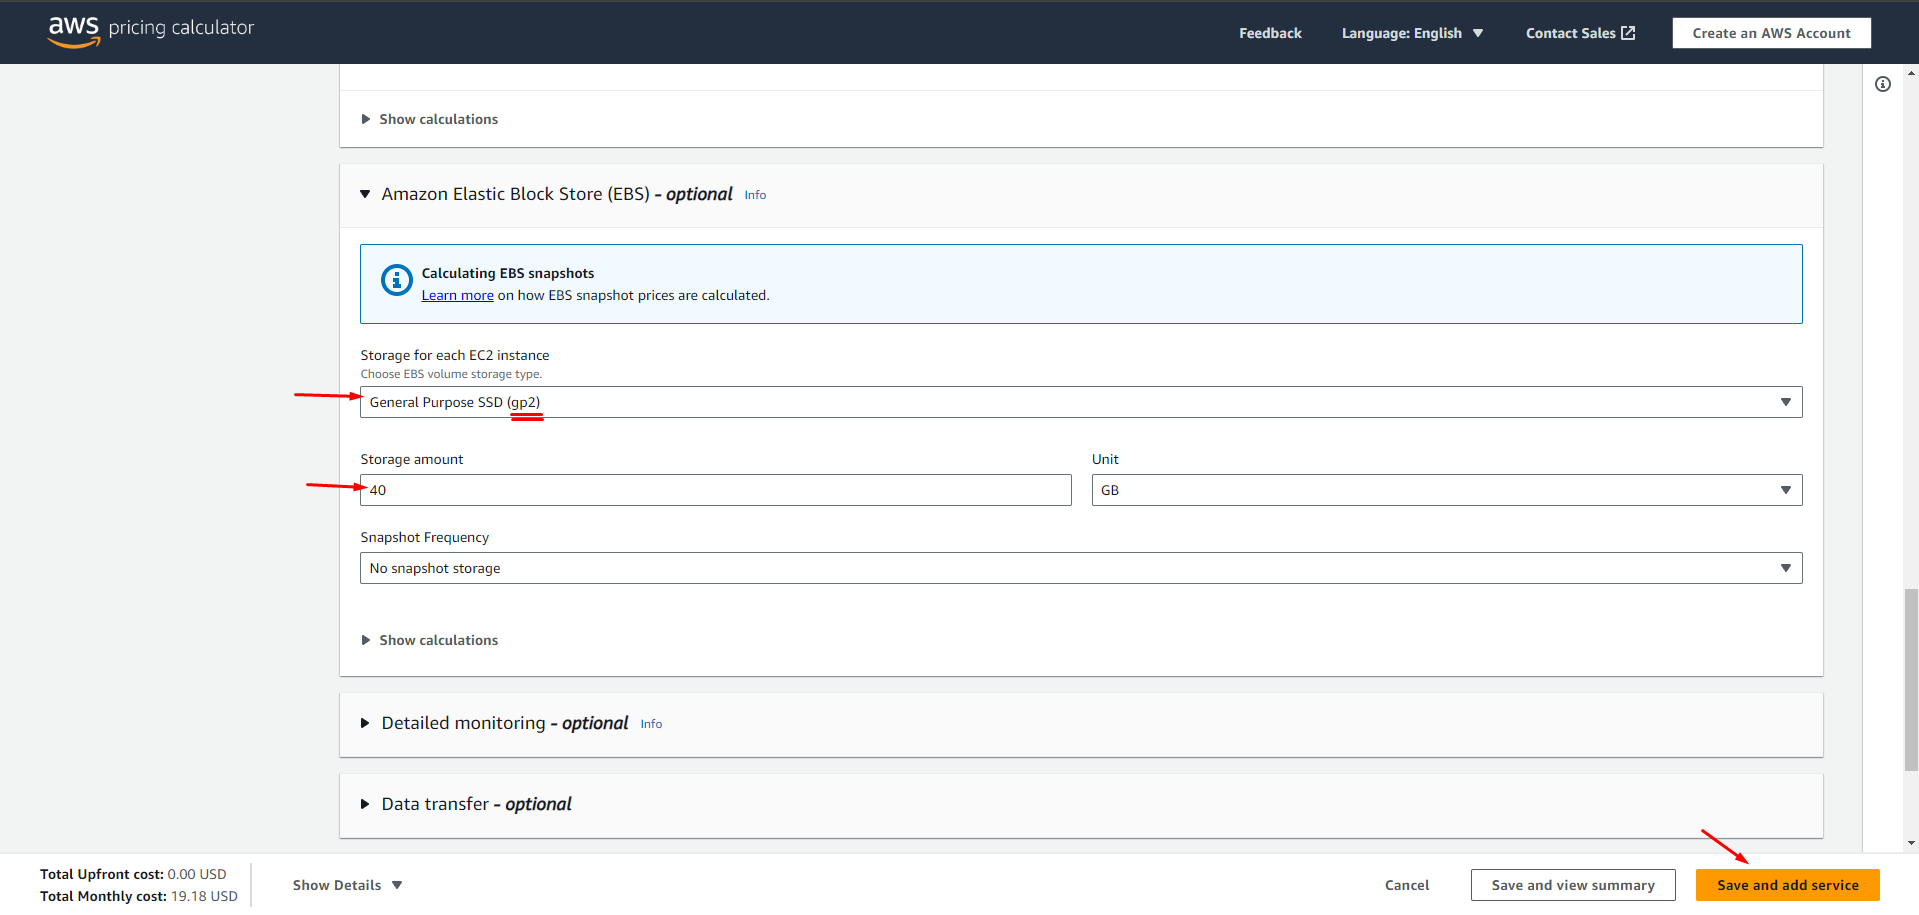 aws pricing calculator
Feedback
Language: English
Contact Sales
Create an AWS Account
Show calculations
Amazon Elastic Block Store (EBS) - optional Info
Calculating EBS snapshots
Learn more on how EBS snapshot prices are calculated.
Storage for each EC2 instance
Choose EBS volume storage type.
General Purpose SSD (gp2)
Storage amount
Unit
40
GB
Snapshot Frequency
No snapshot storage
Show calculations
Detailed monitoring - optional Info
Data transfer - optional
Total Upfront cost: 0.00 USD
Total Monthly cost: 19.18 USD
Show Details
Cancel
Save and view summary
Save and add service